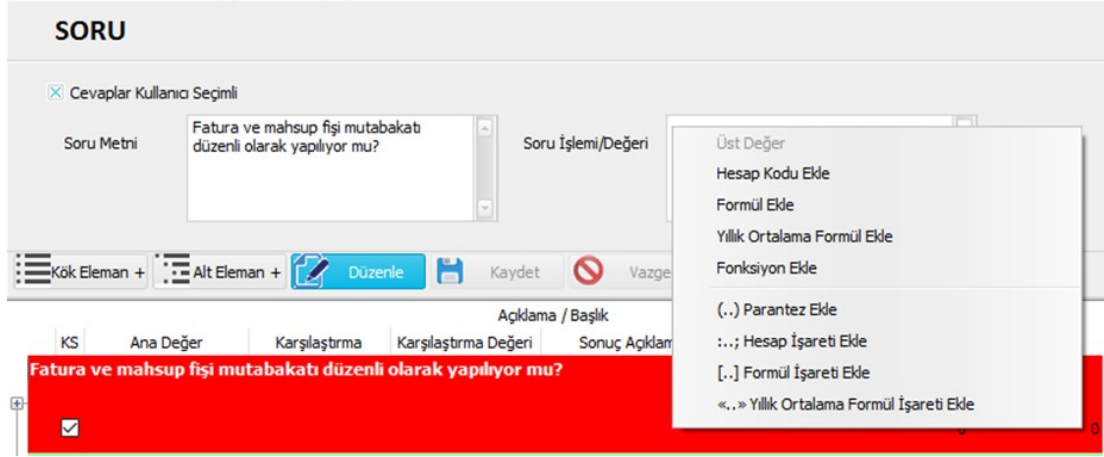 SORU
Cevaplar Kullanıcı Seçimli
Soru Metni
Fatura ve mahsup fişi mutabakatı
düzenli olarak yapılıyor mu?
Soru İşlemi/Değeri
Üst Değer
Hesap Kodu Ekle
Formül Ekle
Yıllık Ortalama Formül Ekle
Fonksiyon Ekle
(..) Parantez Ekle
:..; Hesap İşareti Ekle
[..] Formül İşareti Ekle
«..» Yıllık Ortalama Formül İşareti Ekle
Kök Eleman + Alt Eleman + Düzenle Kaydet Vazge
Açıklama / Başlık
KS Ana Değer Karşılaştırma Karşılaştırma Değeri Sonuç Açıklam
Fatura ve mahsup fişi mutabakatı düzenli olarak yapılıyor mu?
0